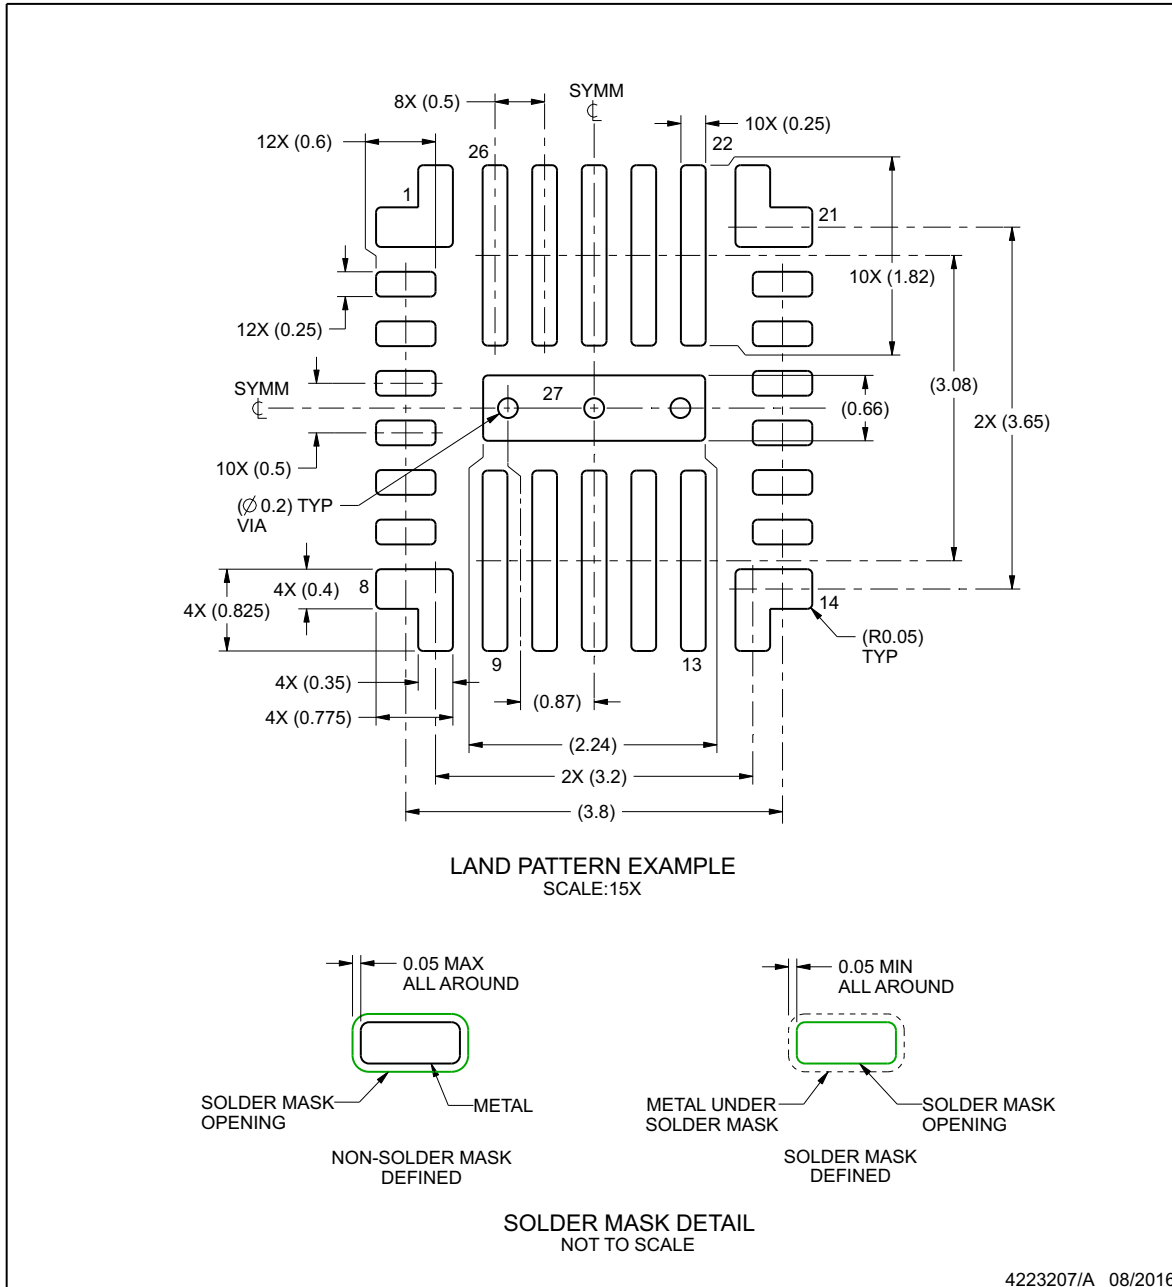 SYMM
℄
8X (0.5)
10X (0.25)
12X (0.6)
26
22
1
21
10X (1.82)
12X (0.25)
(3.08)
SYMM
℄
27
(0.66)
2X (3.65)
10X (0.5)
(∅ 0.2) TYP
VIA
8
4X (0.4)
4X (0.825)
14
(R0.05)
TYP
9
13
4X (0.35)
(0.87)
4X (0.775)
(2.24)
2X (3.2)
(3.8)
LAND PATTERN EXAMPLE
SCALE:15X
0.05 MAX
ALL AROUND
0.05 MIN
ALL AROUND
SOLDER MASK
OPENING
METAL
METAL UNDER
SOLDER MASK
SOLDER MASK
OPENING
NON-SOLDER MASK
DEFINED
SOLDER MASK
DEFINED
SOLDER MASK DETAIL
NOT TO SCALE
4223207/A 08/2016